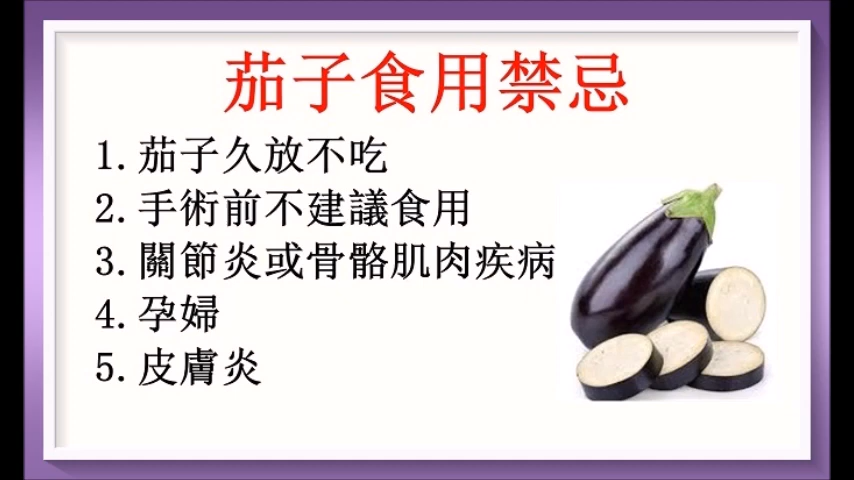 茄子食用禁忌
1.茄子久放不吃
2.手術前不建議食用
3.關節炎或骨骼肌肉疾病
4.孕婦
5.皮膚炎